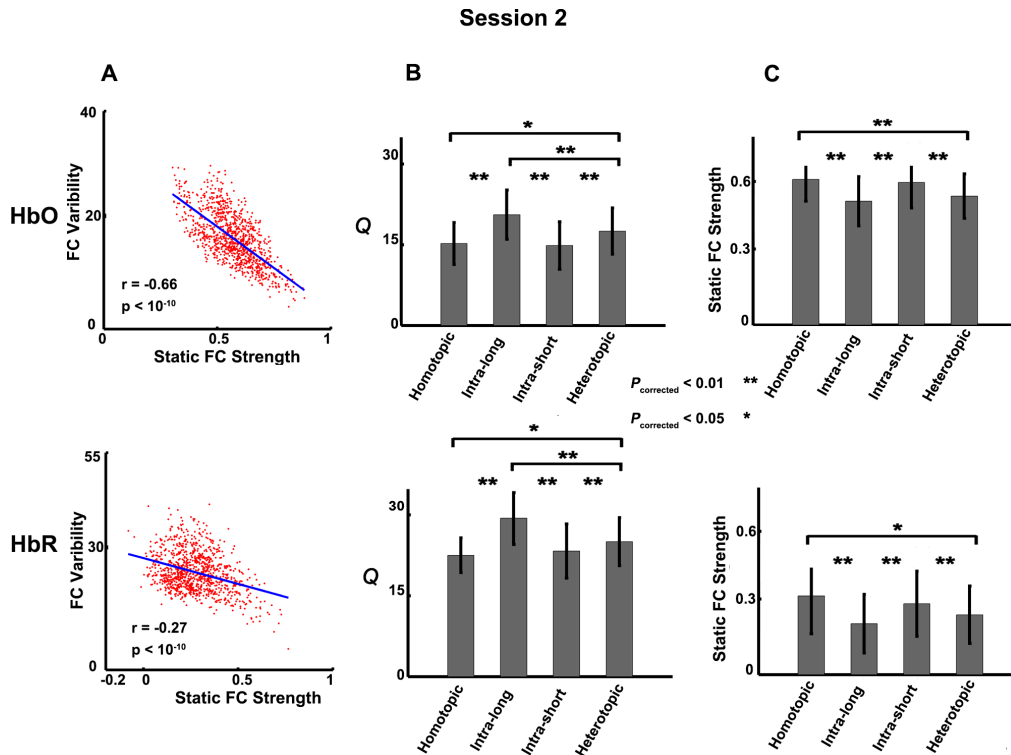 Session 2
A
B
C
HbO
40
20
0
FC Varibility
r = -0.66
p < 10⁻¹⁰
0
0.5
1
Static FC Strength
30
15
0
Q
*
**
** ** **
Homotopic
Intra-long
Intra-short
Heterotopic
0.6
0.3
0
Static FC Strength
**
** ** **
Homotopic
Intra-long
Intra-short
Heterotopic
Pcorrected < 0.01 **
Pcorrected < 0.05 *
HbR
55
30
0
FC Varibility
r = -0.27
p < 10⁻¹⁰
-0.2
0
0.5
1
Static FC Strength
30
15
0
Q
*
**
** ** **
Homotopic
Intra-long
Intra-short
Heterotopic
0.6
0.3
0
Static FC Strength
*
** ** **
Homotopic
Intra-long
Intra-short
Heterotopic